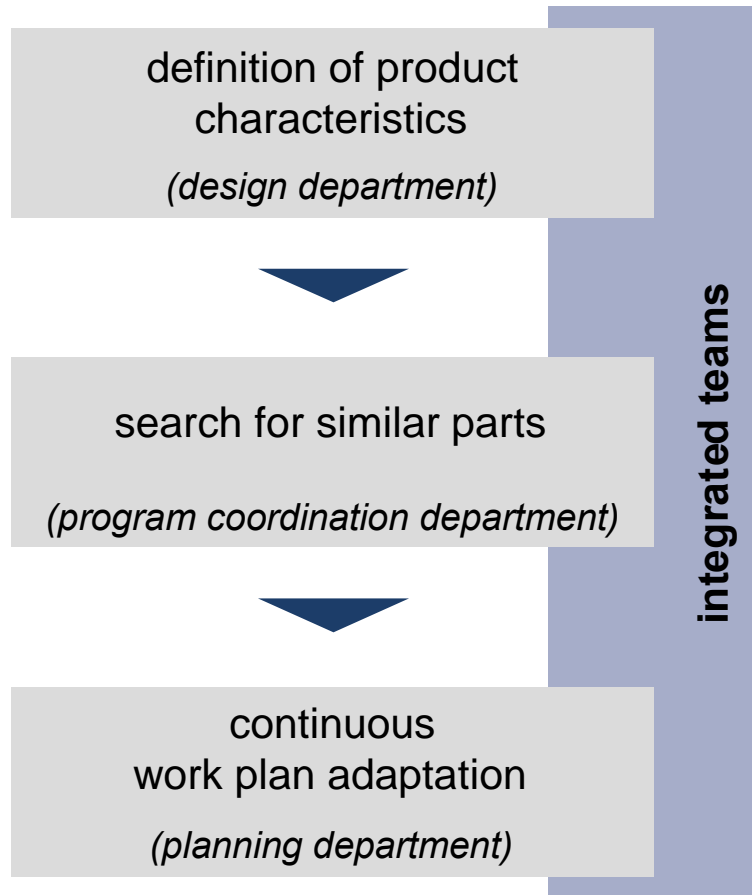 definition of product
characteristics
(design department)
search for similar parts
(program coordination department)
continuous
work plan adaptation
(planning department)
integrated teams